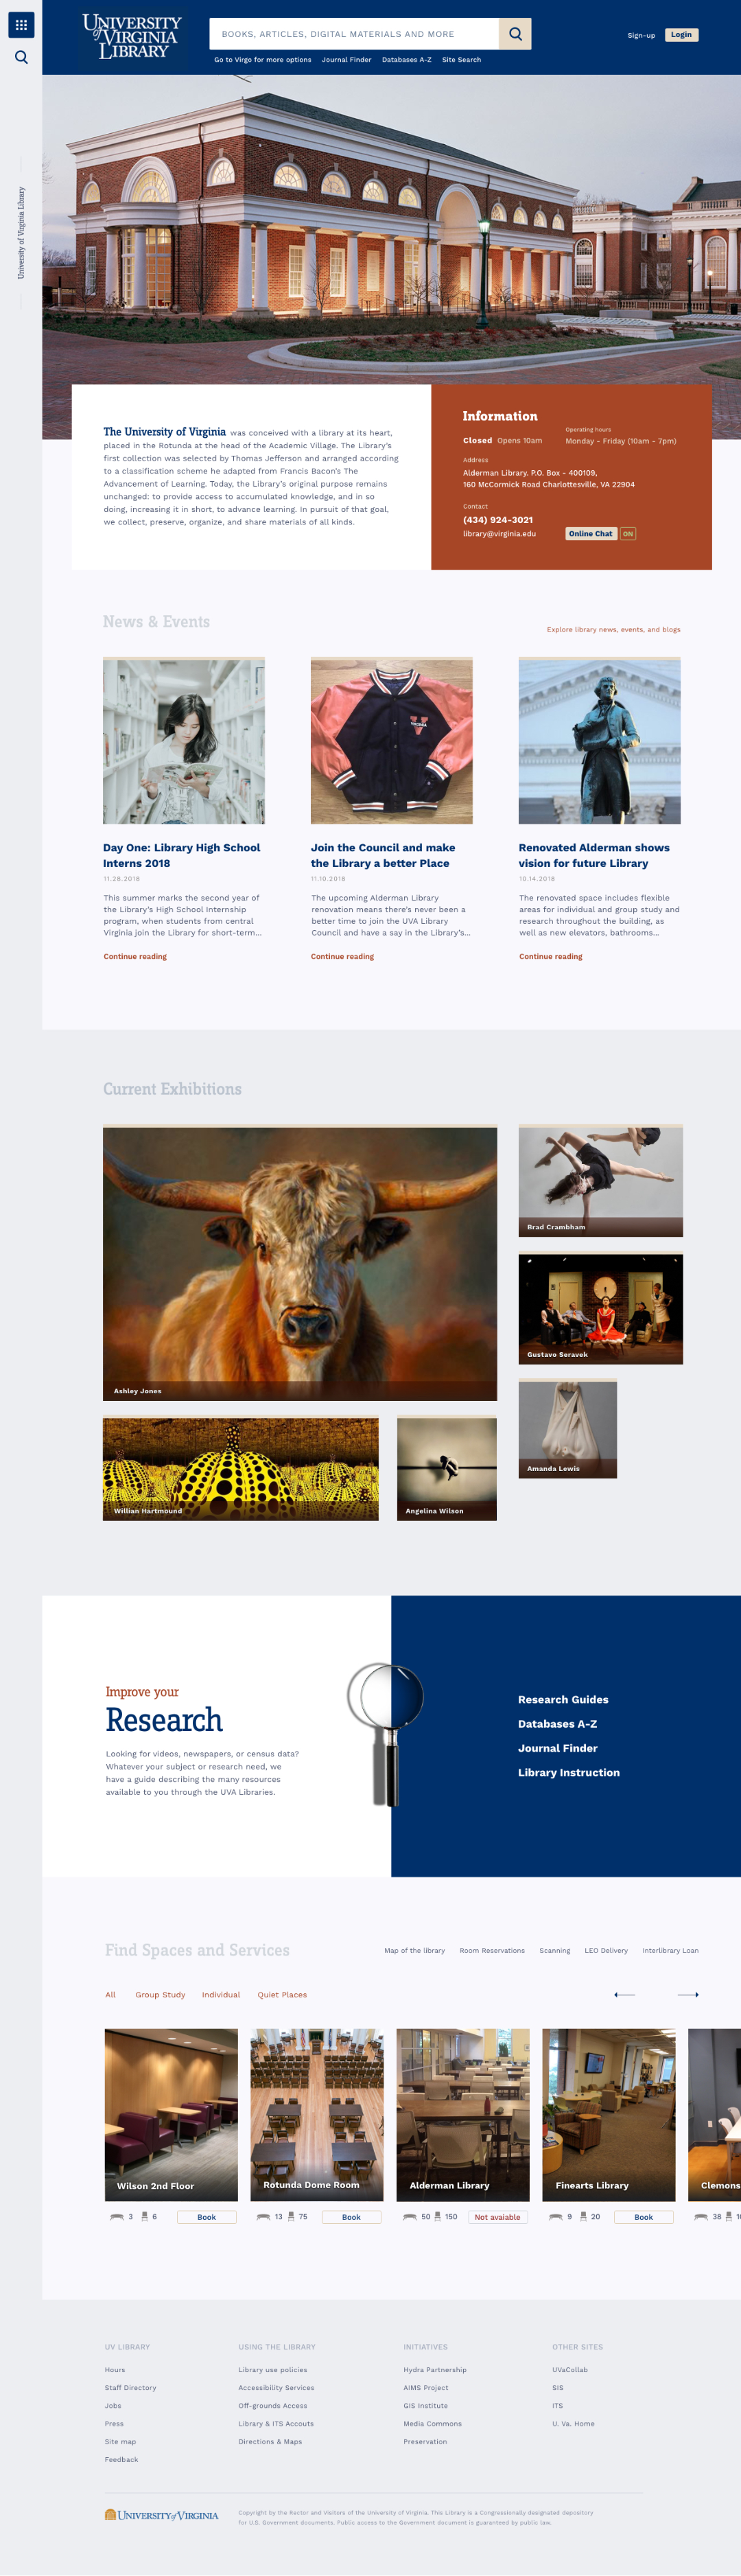 UNIVERSITY
of VIRGINIA
LIBRARY
BOOKS, ARTICLES, DIGITAL MATERIALS AND MORE
Sign-up
Login
Go to Virgo for more options
Journal Finder
Databases A-Z
Site Search
University of Virginia Library
The University of Virginia was conceived with a library at its heart,
placed in the Rotunda at the head of the Academic Village. The Library's
first collection was selected by Thomas Jefferson and arranged according
to a classification scheme he adapted from Francis Bacon's The
Advancement of Learning. Today, the Library's original purpose remains
unchanged: to provide access to accumulated knowledge, and in so
doing, increasing it in short, to advance learning. In pursuit of that goal,
we collect, preserve, organize, and share materials of all kinds.
Information
Closed Opens 10am
Operating hours
Monday - Friday (10am - 7pm)
Address
Alderman Library. P.O. Box - 400109,
160 McCormick Road Charlottesville, VA 22904
Contact
(434) 924-3021
library@virginia.edu
Online Chat
ON
News & Events
Explore library news, events, and blogs
VIRGINIA
Day One: Library High School
Interns 2018
11.28.2018
This summer marks the second year of
the Library's High School Internship
program, when students from central
Virginia join the Library for short-term...
Continue reading
Join the Council and make
the Library a better Place
11.10.2018
The upcoming Alderman Library
renovation means there's never been a
better time to join the UVA Library
Council and have a say in the Library's...
Continue reading
Renovated Alderman shows
vision for future Library
10.14.2018
The renovated space includes flexible
areas for individual and group study and
research throughout the building, as
well as new elevators, bathrooms...
Continue reading
Current Exhibitions
Ashley Jones
Brad Crambham
Gustavo Seravek
Amanda Lewis
Willian Hartmound
Angelina Wilson
Improve your
Research
Looking for videos, newspapers, or census data?
Whatever your subject or research need, we
have a guide describing the many resources
available to you through the UVA Libraries.
Research Guides
Databases A-Z
Journal Finder
Library Instruction
Find Spaces and Services
Map of the library
Room Reservations
Scanning
LEO Delivery
Interlibrary Loan
All
Group Study
Individual
Quiet Places
Wilson 2nd Floor
3 6
Book
Rotunda Dome Room
13 75
Book
Alderman Library
50 150
Not avaiable
Finearts Library
9 20
Book
Clemons
38
UV LIBRARY
Hours
Staff Directory
Jobs
Press
Site map
Feedback
USING THE LIBRARY
Library use policies
Accessibility Services
Off-grounds Access
Library & ITS Accouts
Directions & Maps
INITIATIVES
Hydra Partnership
AIMS Project
GIS Institute
Media Commons
Preservation
OTHER SITES
UVaCollab
SIS
ITS
U. Va. Home
UNIVERSITY of VIRGINIA
Copyright by the Rector and Visitors of the University of Virginia. This Library is a Congressionally designated depository
for U.S. Government documents. Public access to the Government document is guaranteed by public law.